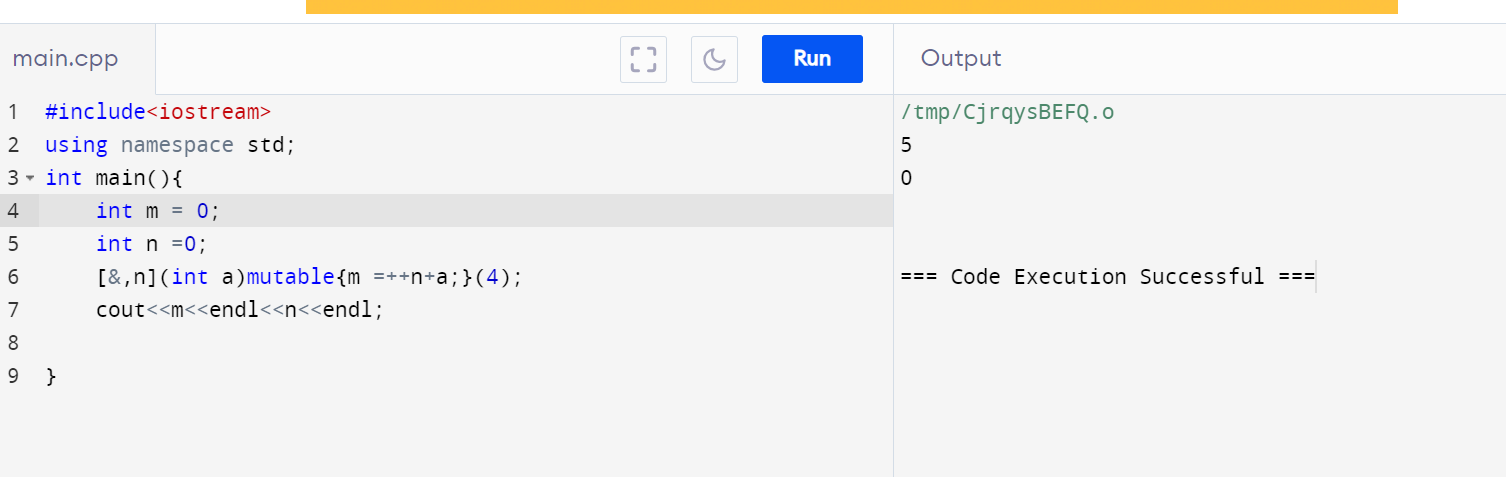 main.cpp
Run
Output
1 #include<iostream>
2 using namespace std;
3 int main(){
4     int m = 0;
5     int n =0;
6     [&,n](int a)mutable{m =++n+a;}(4);
7     cout<<m<<endl<<n<<endl;
8
9 }
/tmp/CjrqysBEFQ.o
5
0
=== Code Execution Successful ===